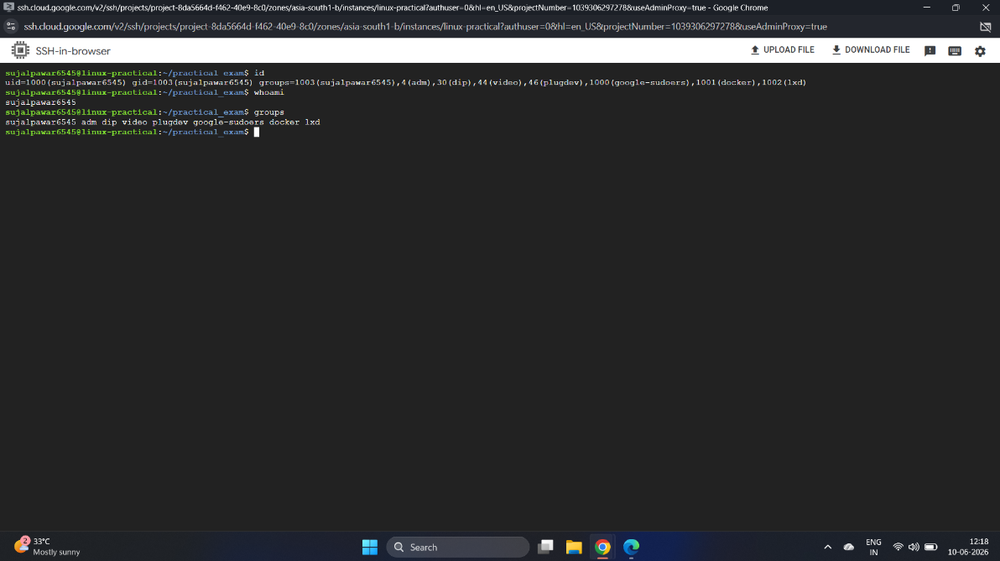 ssh.cloud.google.com/v2/ssh/projects/project-8da5664d-f462-40e9-8c0/zones/asia-south1-b/instances/linux-practical?authuser=0&hl=en_US&projectNumber=1039306297278&useAdminProxy=true - Google Chrome
ssh.cloud.google.com/v2/ssh/projects/project-8da5664d-f462-40e9-8c0/zones/asia-south1-b/instances/linux-practical?authuser=0&hl=en_US&projectNumber=1039306297278&useAdminProxy=true
SSH-in-browser UPLOAD FILE DOWNLOAD FILE
sujalpawar6545@linux-practical:~/practical_exam$ id
uid=1000(sujalpawar6545) gid=1003(sujalpawar6545) groups=1003(sujalpawar6545),4(adm),30(dip),44(video),46(plugdev),1000(google-sudoers),1001(docker),1002(lxd)
sujalpawar6545@linux-practical:~/practical_exam$ whoami
sujalpawar6545
sujalpawar6545@linux-practical:~/practical_exam$ groups
sujalpawar6545 adm dip video plugdev google-sudoers docker lxd
sujalpawar6545@linux-practical:~/practical_exam$
2
33°C
Mostly sunny
Search
ENG
IN
12:18
10-06-2026